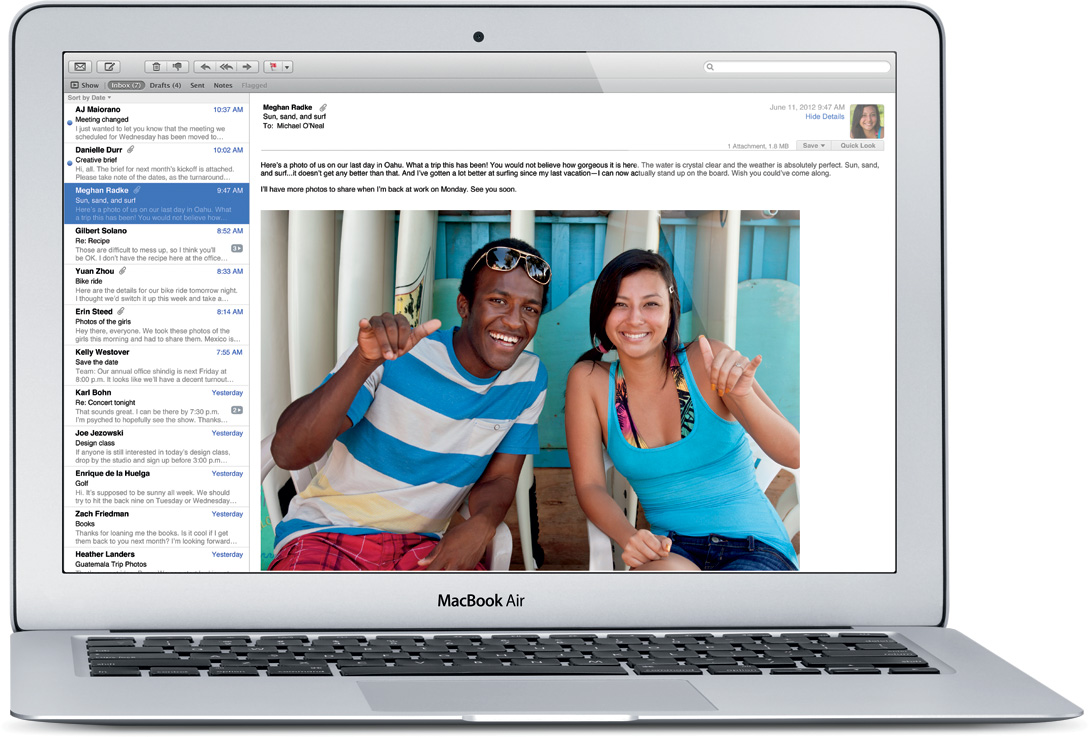 Show Inbox (7) Drafts (4) Sent Notes Flagged
Sort by Date
AJ Maiorano 10:37 AM
Meeting changed
I just wanted to let you know that the meeting we
scheduled for Wednesday has been moved to…
Danielle Durr 10:02 AM
Creative brief
Hi, all. The brief for next month's kickoff is attached.
Please take note of the dates, as the turnaround…
Meghan Radke 9:47 AM
Sun, sand, and surf
Here's a photo of us on our last day in Oahu. What
a trip this has been! You would not believe how…
Gilbert Solano 8:52 AM
Re: Recipe
Those are difficult to mess up, so I think you'll 3
be OK. I don't have the recipe here at the office…
Yuan Zhou 8:33 AM
Bike ride
Here are the details for our bike ride tomorrow night.
I thought we'd switch it up this week and take a…
Erin Steed 8:14 AM
Photos of the girls
Hey there, everyone. We took these photos of the
girls this morning and had to share them. Mexico is…
Kelly Westover 7:55 AM
Save the date
Team: Our annual office shindig is next Friday at
8:00 p.m. It looks like we'll have a decent turnout…
Karl Bohn Yesterday
Re: Concert tonight
That sounds great. I can be there by 7:30 p.m. 2
I'm psyched to hopefully see the show. Thanks…
Joe Jezowski Yesterday
Design class
If anyone is still interested in today's design class,
drop by the studio and sign up before 3:00 p.m…
Enrique de la Huelga Yesterday
Golf
Hi. It's supposed to be sunny all week. We should
try to hit the back nine on Tuesday or Wednesday…
Zach Friedman Yesterday
Books
Thanks for loaning me the books. Is it cool if I get
them back to you next month? I'm looking forward…
Heather Landers Yesterday
Guatemala Trip Photos
Meghan Radke June 11, 2012 9:47 AM
Sun, sand, and surf Hide Details
To: Michael O'Neal
1 Attachment, 1.8 MB Save Quick Look
Here's a photo of us on our last day in Oahu. What a trip this has been! You would not believe how gorgeous it is here. The water is crystal clear and the weather is absolutely perfect. Sun, sand,
and surf...it doesn't get any better than that. And I've gotten a lot better at surfing since my last vacation—I can now actually stand up on the board. Wish you could've come along.
I'll have more photos to share when I'm back at work on Monday. See you soon.
MacBook Air